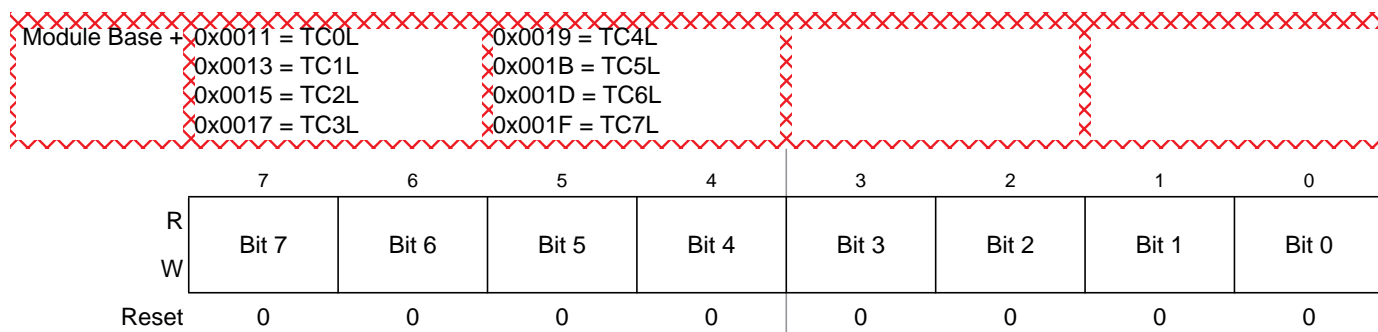 Module Base + 0x0011 = TC0L 0x0019 = TC4L
0x0013 = TC1L 0x001B = TC5L
0x0015 = TC2L 0x001D = TC6L
0x0017 = TC3L 0x001F = TC7L
7 6 5 4 3 2 1 0
R
Bit 7 Bit 6 Bit 5 Bit 4 Bit 3 Bit 2 Bit 1 Bit 0
W
Reset 0 0 0 0 0 0 0 0